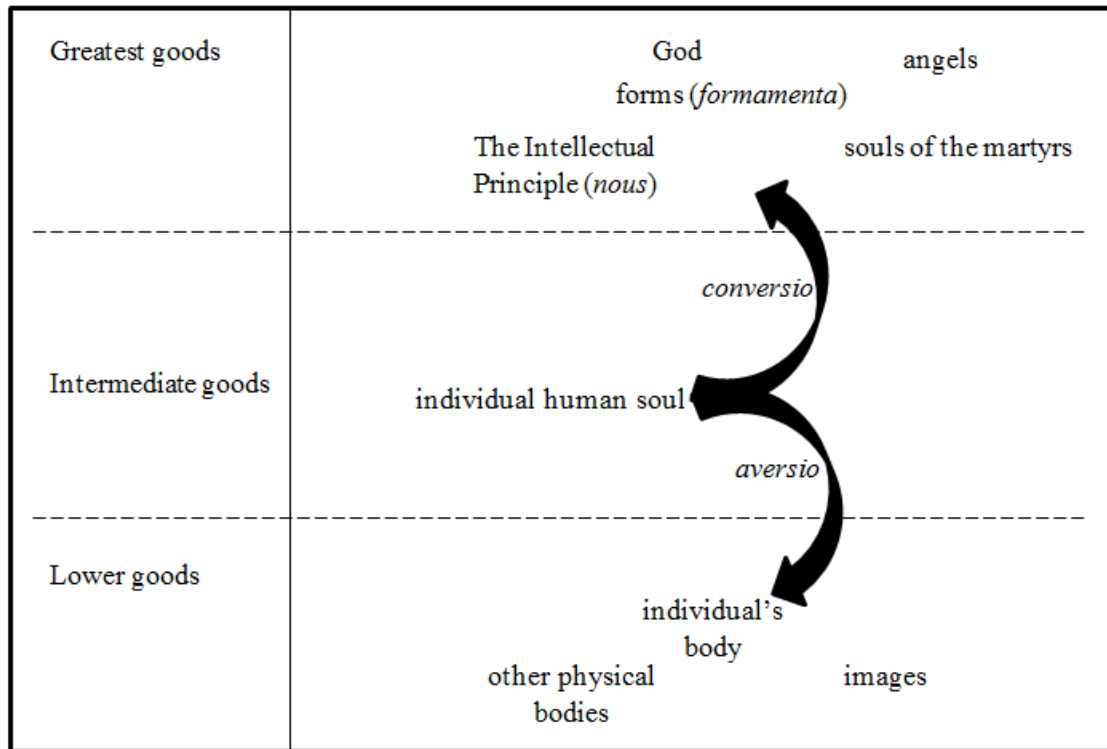 Greatest goods
God
angels
forms (formamenta)
The Intellectual
Principle (nous)
souls of the martyrs
conversio
Intermediate goods
individual human soul
aversio
Lower goods
individual’s
body
other physical
bodies
images